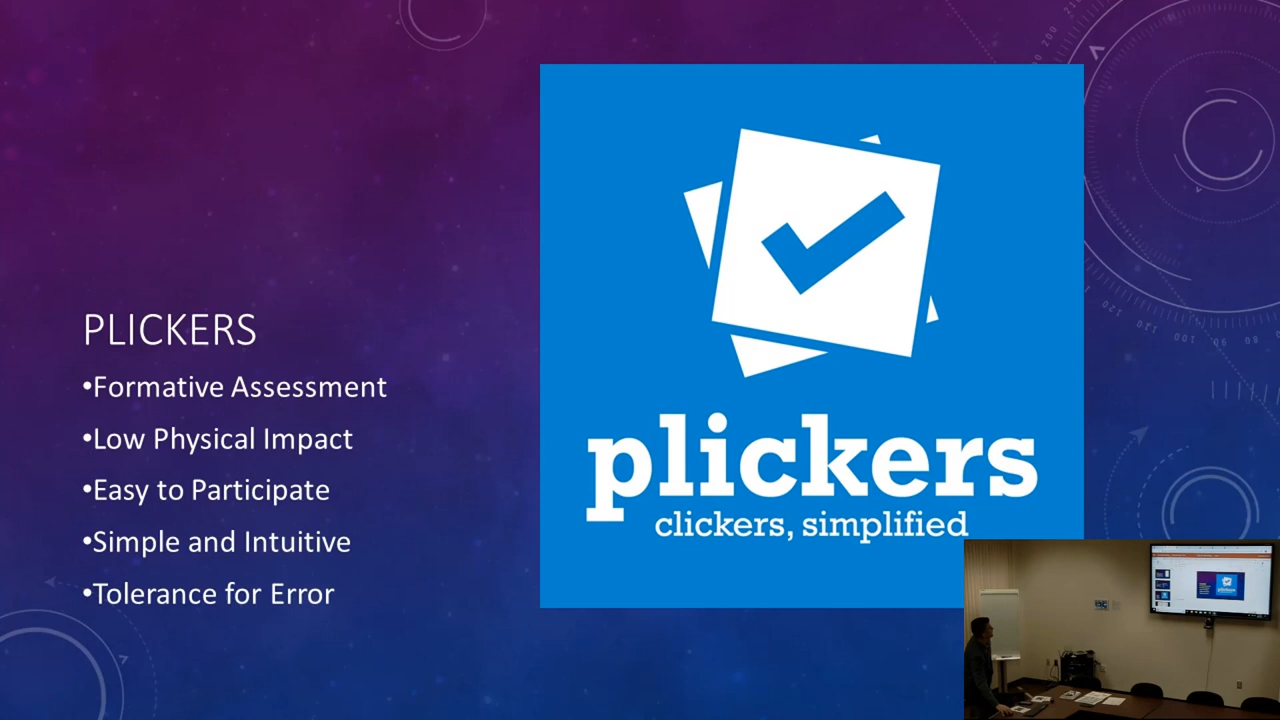 PLICKERS
•Formative Assessment
•Low Physical Impact
•Easy to Participate
•Simple and Intuitive
•Tolerance for Error
plickers
clickers, simplified